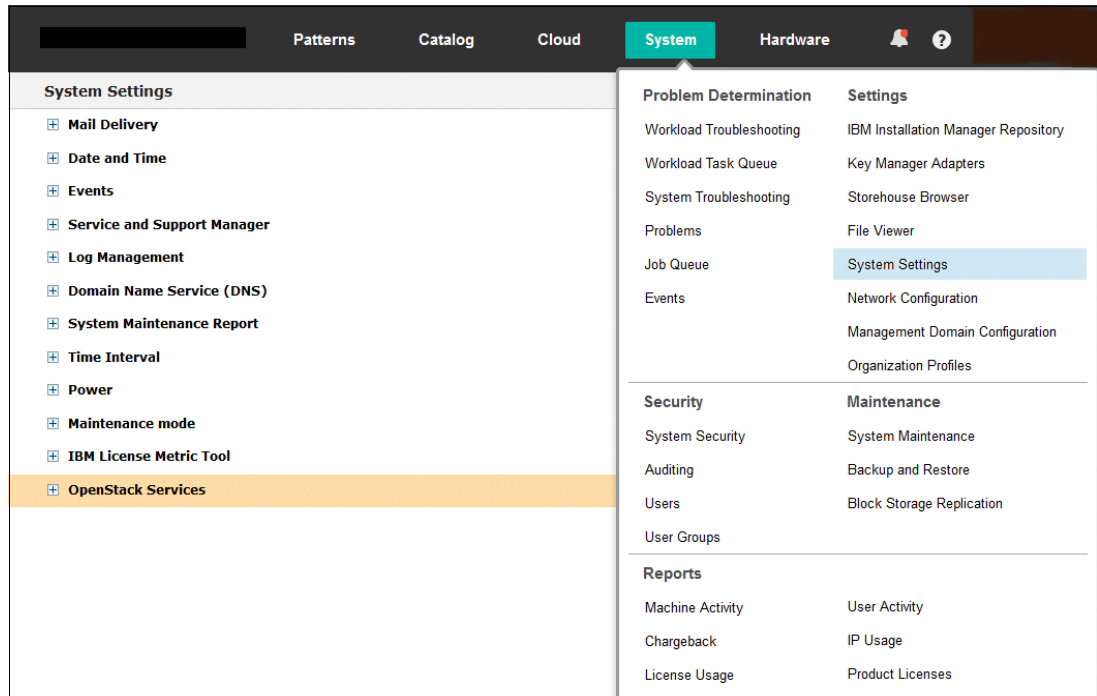 Patterns Catalog Cloud System Hardware ?
System Settings
Mail Delivery
Date and Time
Events
Service and Support Manager
Log Management
Domain Name Service (DNS)
System Maintenance Report
Time Interval
Power
Maintenance mode
IBM License Metric Tool
OpenStack Services
Problem Determination
Workload Troubleshooting
Workload Task Queue
System Troubleshooting
Problems
Job Queue
Events
Settings
IBM Installation Manager Repository
Key Manager Adapters
Storehouse Browser
File Viewer
System Settings
Network Configuration
Management Domain Configuration
Organization Profiles
Security
System Security
Auditing
Users
User Groups
Maintenance
System Maintenance
Backup and Restore
Block Storage Replication
Reports
Machine Activity
Chargeback
License Usage
User Activity
IP Usage
Product Licenses